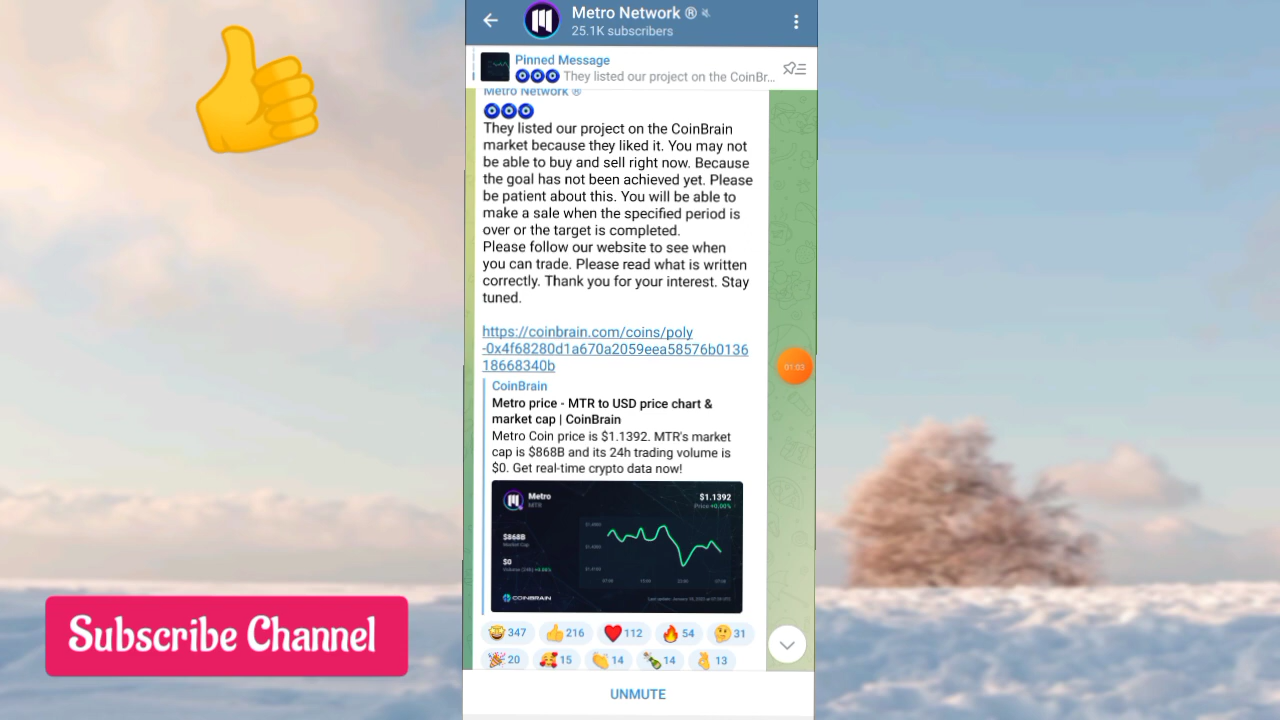 Metro Network ®
25.1K subscribers
Pinned Message
They listed our project on the CoinBr...
Metro Network ®
They listed our project on the CoinBrain
market because they liked it. You may not
be able to buy and sell right now. Because
the goal has not been achieved yet. Please
be patient about this. You will be able to
make a sale when the specified period is
over or the target is completed.
Please follow our website to see when
you can trade. Please read what is written
correctly. Thank you for your interest. Stay
tuned.
https://coinbrain.com/coins/poly
-0x4f68280d1a670a2059eea58576b0136
18668340b
01:03
CoinBrain
Metro price - MTR to USD price chart &
market cap | CoinBrain
Metro Coin price is $1.1392. MTR's market
cap is $868B and its 24h trading volume is
$0. Get real-time crypto data now!
Metro
MTR
$1.1392
Price +0.00%
$868B
Market Cap
$0
COINBRAIN
347 216 112 54 31
20 15 14 14 13
UNMUTE
Subscribe Channel